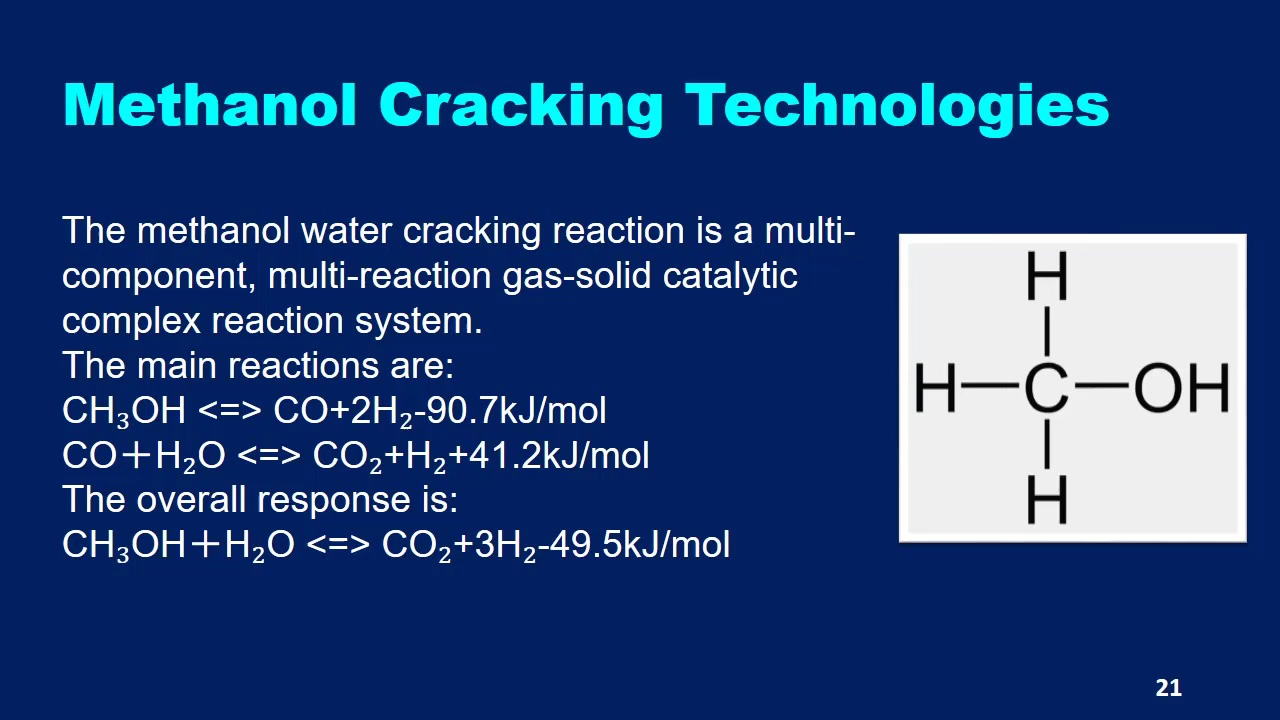 Methanol Cracking Technologies
The methanol water cracking reaction is a multi-
component, multi-reaction gas-solid catalytic
complex reaction system.
The main reactions are:
CH₃OH <=> CO+2H₂-90.7kJ/mol
CO＋H₂O <=> CO₂+H₂+41.2kJ/mol
The overall response is:
CH₃OH＋H₂O <=> CO₂+3H₂-49.5kJ/mol
H
H—C—OH
H
21